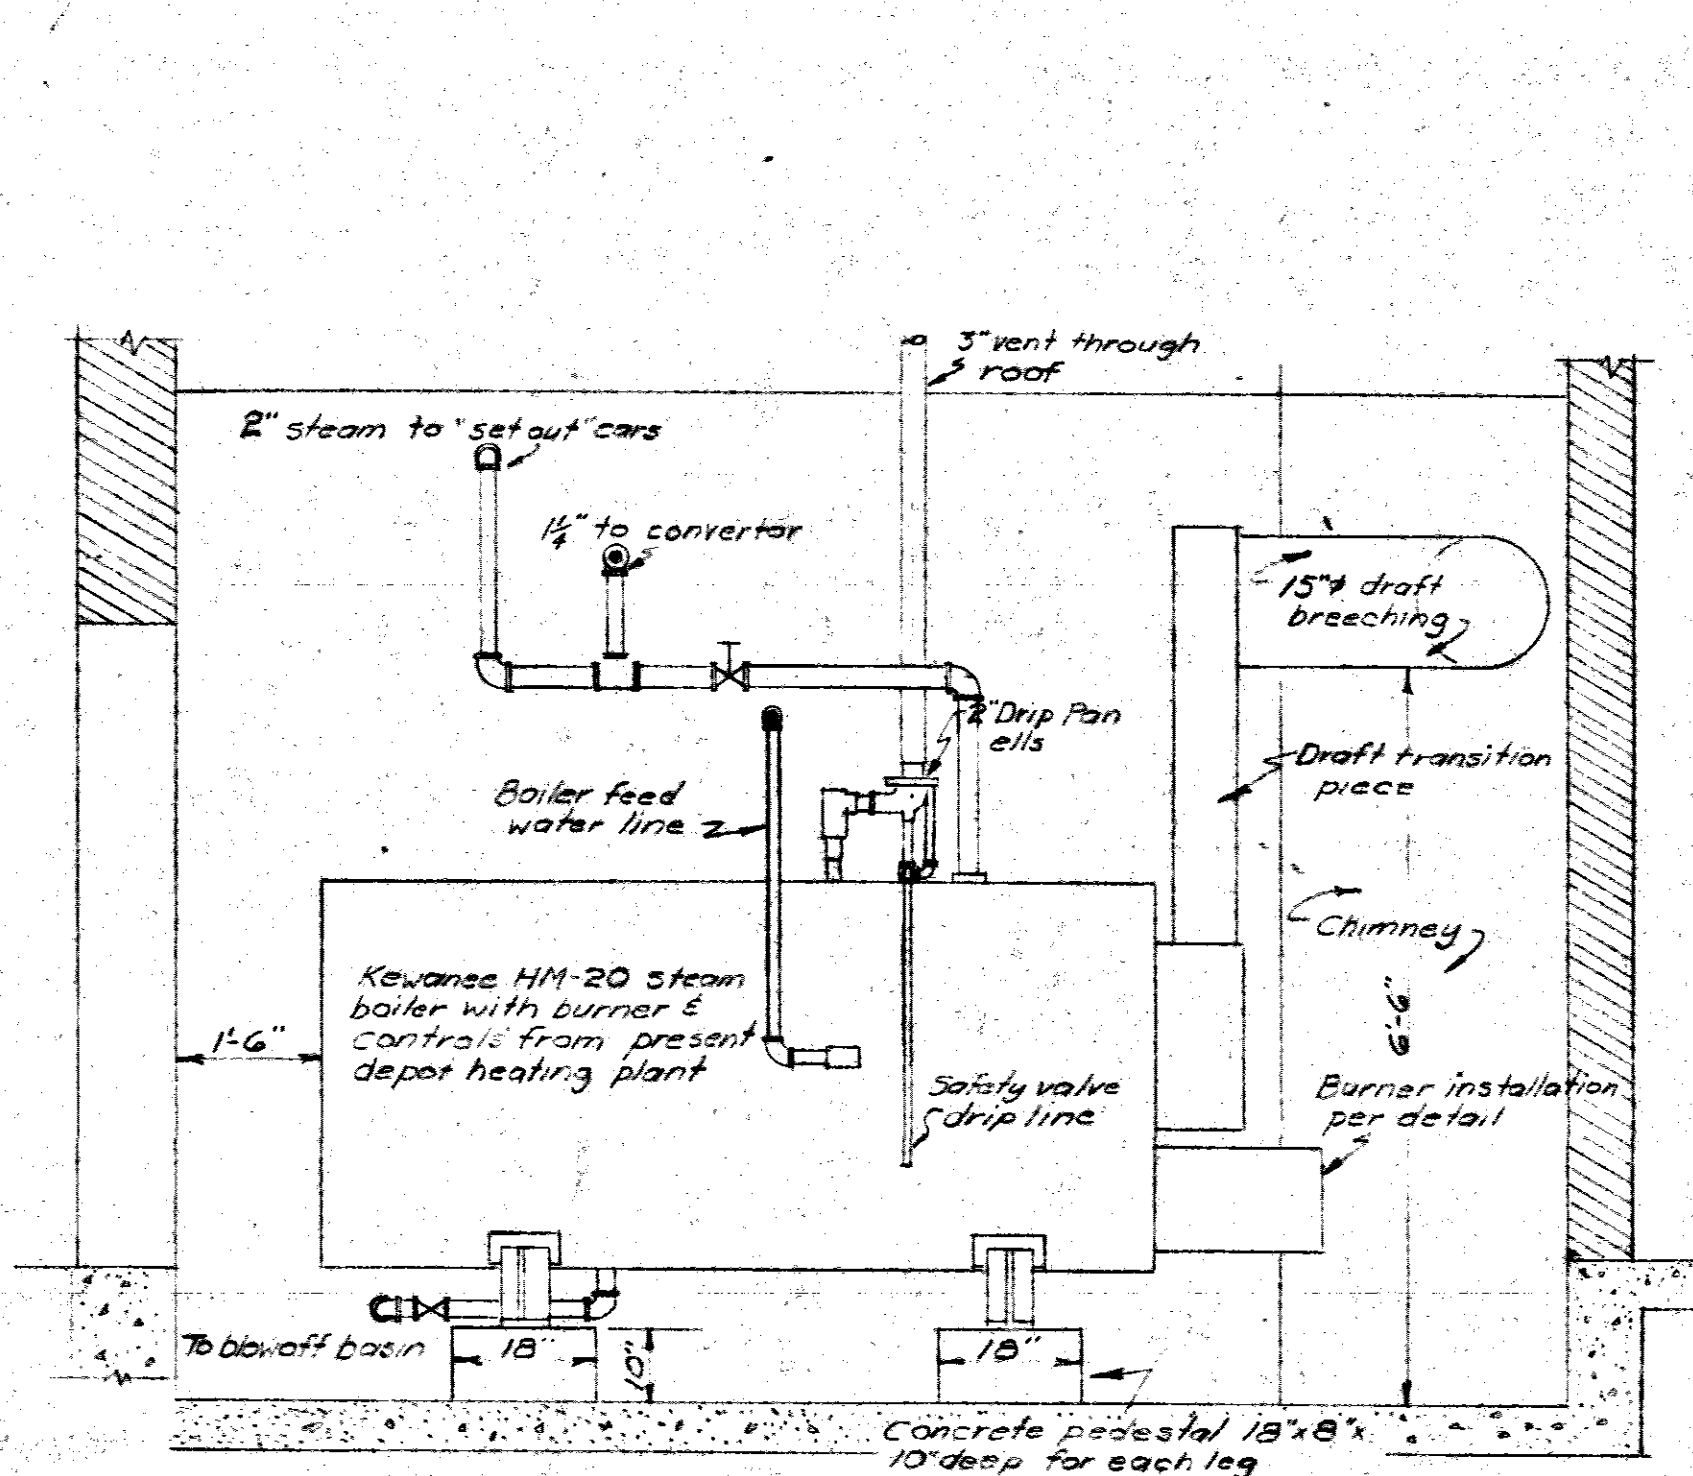 3" vent through
roof
2" steam to "set out" cars
1¼" to convertor
15"ϕ draft
breeching
2" Drip Pan
ells
Draft transition
piece
Boiler feed
water line
Chimney
Kewanee HM-20 steam
boiler with burner &
controls from present
depot heating plant
1'-6"
6'-6"
Safety valve
drip line
Burner installation
per detail
To blowoff basin
18"
10"
18"
Concrete pedestal 18"x8"x
10" deep for each leg